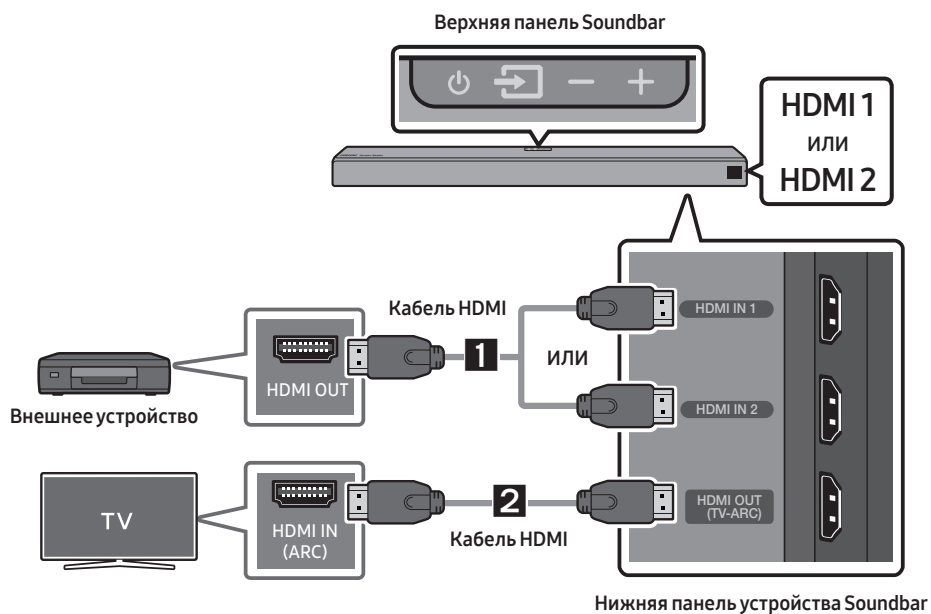 Верхняя панель Soundbar
HDMI 1
или
HDMI 2
Кабель HDMI
HDMI IN 1
1
или
HDMI OUT
Внешнее устройство
HDMI IN 2
TV
HDMI IN
(ARC)
2
Кабель HDMI
HDMI OUT
(TV-ARC)
Нижняя панель устройства Soundbar